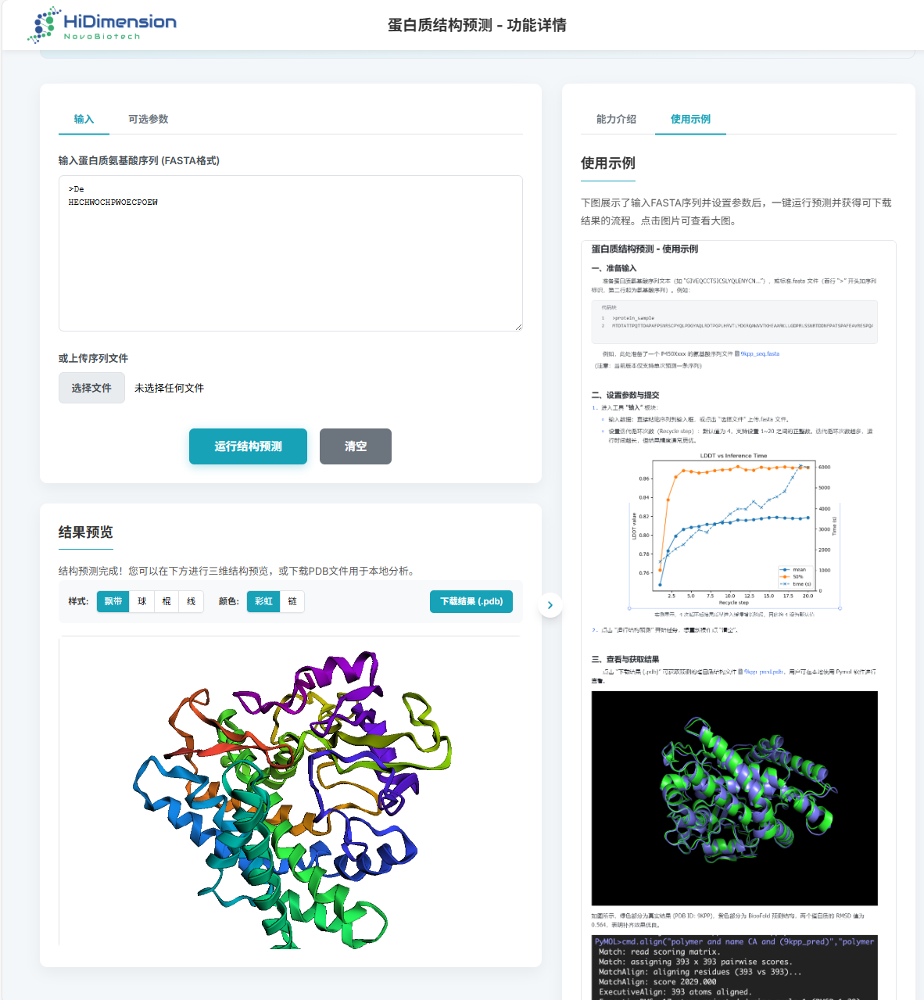 HiDimension
NovoBiotech
蛋白质结构预测 - 功能详情
输入
可选参数
输入蛋白质氨基酸序列 (FASTA格式)
>De
HECHWOCHPWOECPOEW
或上传序列文件
选择文件
未选择任何文件
运行结构预测
清空
结果预览
结构预测完成！您可以在下方进行三维结构预览，或下载PDB文件用于本地分析。
样式:
飘带
球
棍
线
颜色:
彩虹
链
下载结果 (.pdb)
能力介绍
使用示例
使用示例
下图展示了输入FASTA序列并设置参数后，一键运行预测并获得可下载
结果的流程。点击图片可查看大图。
蛋白质结构预测 - 使用示例
一、准备输入
准备蛋白质氨基酸序列文本（如 "GIVEQCCTSICSLYQLENYCN..."），或标准.fasta 文件（首行 ">" 开头加序列
标识，第二行起为氨基酸序列）。例如：
代码块
1 >protein_sample
2
例如，此处准备了一个 P450Xxxx 的氨基酸序列文件 9kpp_seq.fasta
(注意：当前版本仅支持单次预测一条序列)
二、设置参数与提交
1. 进入工具 "输入" 板块：
输入数据：直接粘贴序列到输入框，或点击 "选择文件" 上传.fasta 文件。
设置迭代循环次数（Recycle step）：默认值为 4，支持设置 1~20 之间的正整数。迭代循环次数越多，运
行时间越长，但结果精度通常更优。
LDDT vs Inference Time
0.86
0.84
0.82
0.80
0.78
0.76
LDDT value
6000
5000
4000
3000
2000
1000
0
Time (s)
mean
50%
time (s)
2.5 5.0 7.5 10.0 12.5 15.0 17.5 20.0
Recycle step
2. 点击 "运行结构预测" 开始任务，想重新操作点 "清空"。
三、查看与获取结果
点击 "下载结果 (.pdb)" 可获取预测的蛋白质结构文件 9kpp_pred.pdb，用户可在本地使用 Pymol 软件进行
查看。
如图所示，绿色部分为真实结果 (PDB ID: 9KPP)，紫色部分为 BiooFold 预测结构，两个蛋白质的 RMSD 值为
0.564，表明补齐效果优良。
PyMOL>cmd.align("polymer and name CA and (9kpp_pred)","polymer
Match: read scoring matrix.
Match: assigning 393 x 393 pairwise scores.
MatchAlign: aligning residues (393 vs 393)...
MatchAlign: score 2029.000
ExecutiveAlign: 393 atoms aligned.